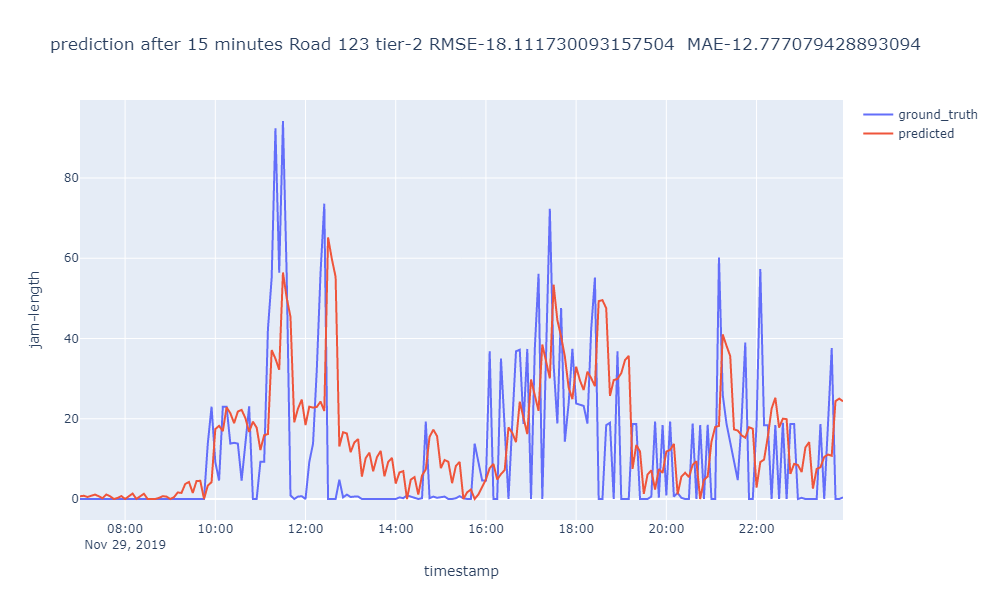 prediction after 15 minutes Road 123 tier-2 RMSE-18.111730093157504  MAE-12.777079428893094
ground_truth
predicted
80
60
40
20
0
jam-length
08:00 10:00 12:00 14:00 16:00 18:00 20:00 22:00
Nov 29, 2019
timestamp